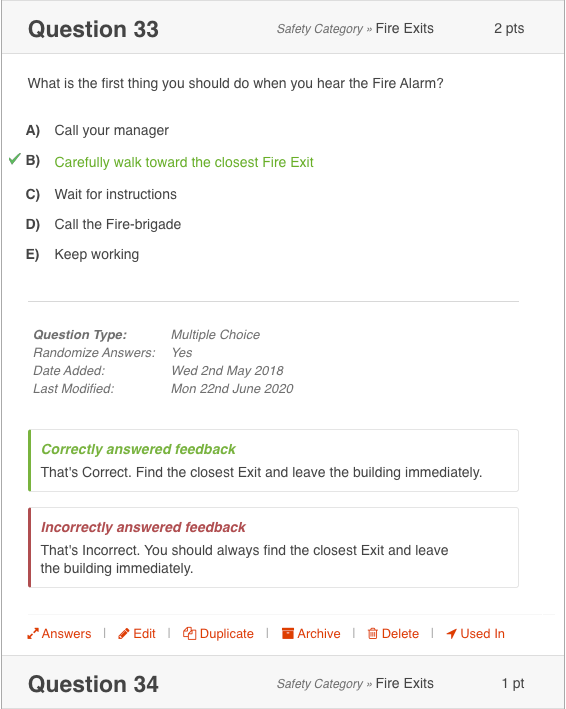 Question 33 Safety Category » Fire Exits 2 pts
What is the first thing you should do when you hear the Fire Alarm?
A) Call your manager
B) Carefully walk toward the closest Fire Exit
C) Wait for instructions
D) Call the Fire-brigade
E) Keep working
Question Type: Multiple Choice
Randomize Answers: Yes
Date Added: Wed 2nd May 2018
Last Modified: Mon 22nd June 2020
Correctly answered feedback
That's Correct. Find the closest Exit and leave the building immediately.
Incorrectly answered feedback
That's Incorrect. You should always find the closest Exit and leave
the building immediately.
Answers | Edit | Duplicate | Archive | Delete | Used In
Question 34 Safety Category » Fire Exits 1 pt